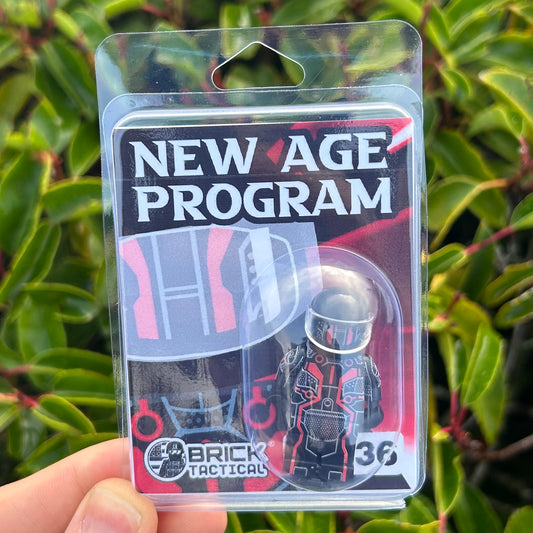 NEW AGE
PROGRAM
BRICK
TACTICAL®
36